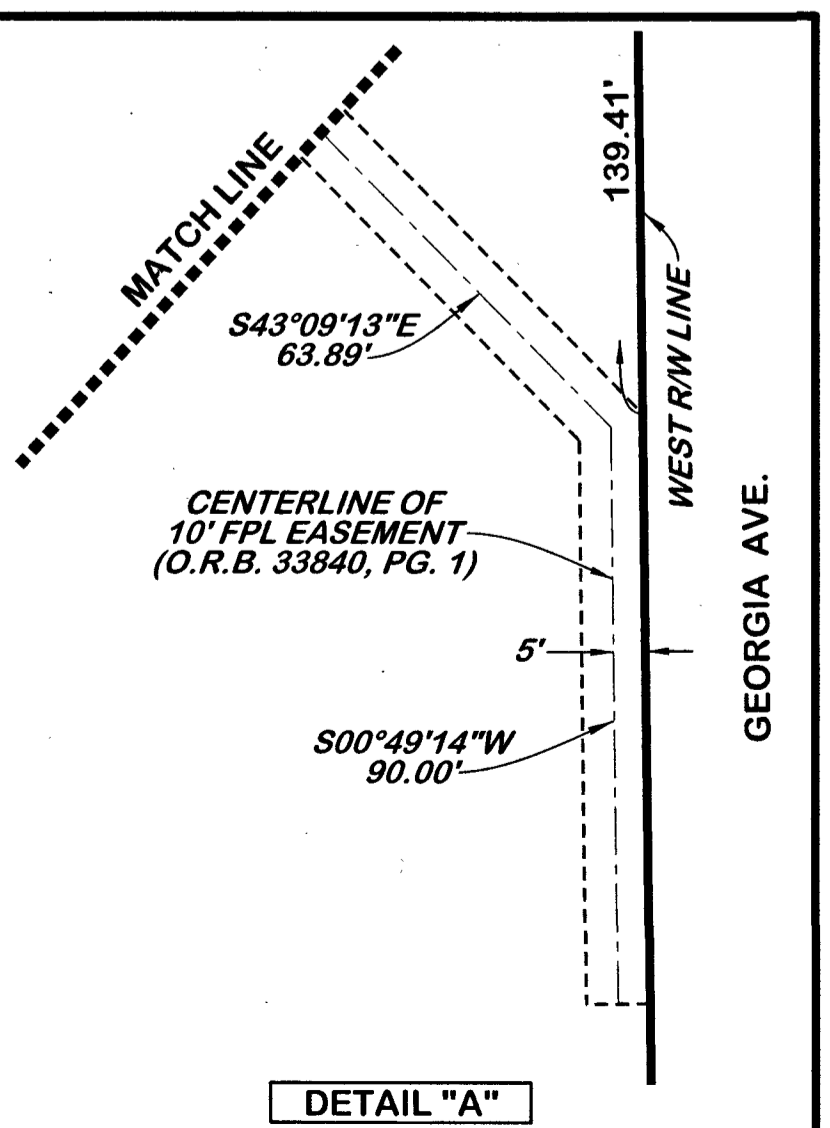 139.41'
MATCH LINE
WEST R/W LINE
S43°09'13"E
63.89'
CENTERLINE OF
10' FPL EASEMENT
(O.R.B. 33840, PG. 1)
GEORGIA AVE.
5'
S00°49'14"W
90.00'
DETAIL "A"